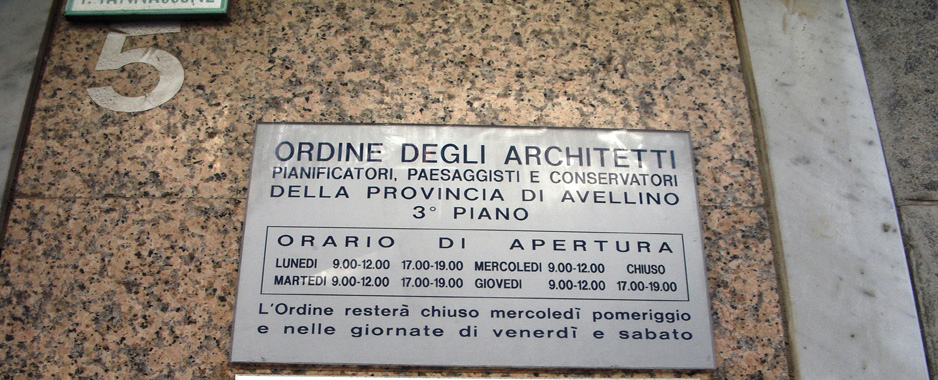 5
ORDINE DEGLI ARCHITETTI
PIANIFICATORI, PAESAGGISTI E CONSERVATORI
DELLA PROVINCIA DI AVELLINO
3° PIANO
ORARIO DI APERTURA
LUNEDI 9.00-12.00 17.00-19.00 MERCOLEDI 9.00-12.00 CHIUSO
MARTEDI 9.00-12.00 17.00-19.00 GIOVEDI 9.00-12.00 17.00-19.00
L'Ordine resterà chiuso mercoledì pomeriggio
e nelle giornate di venerdì e sabato